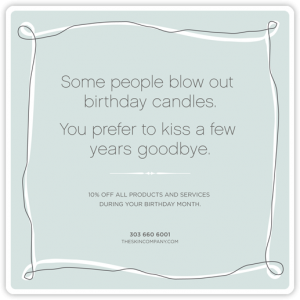 Some people blow out
birthday candles.
You prefer to kiss a few
years goodbye.
10% OFF ALL PRODUCTS AND SERVICES
DURING YOUR BIRTHDAY MONTH.
303 660 6001
THESKINCOMPANY.COM